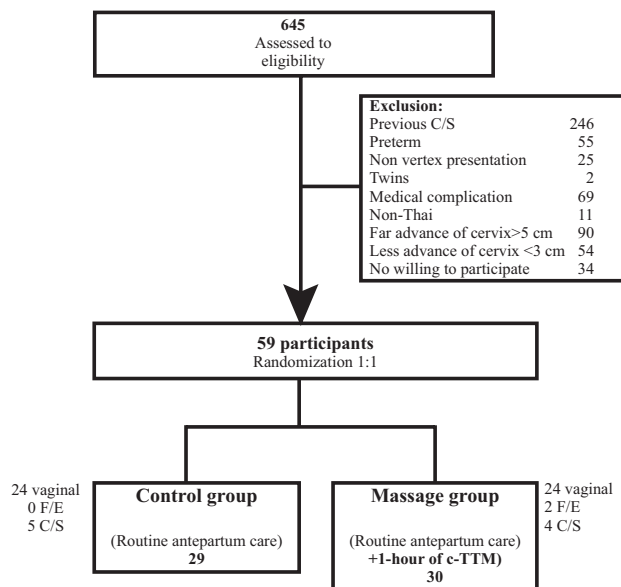 645
Assessed to
eligibility
Exclusion:
Previous C/S 246
Preterm 55
Non vertex presentation 25
Twins 2
Medical complication 69
Non-Thai 11
Far advance of cervix>5 cm 90
Less advance of cervix <3 cm 54
No willing to participate 34
59 participants
Randomization 1:1
24 vaginal
0 F/E
5 C/S
Control group
(Routine antepartum care)
29
Massage group
(Routine antepartum care)
+1-hour of c-TTM)
30
24 vaginal
2 F/E
4 C/S